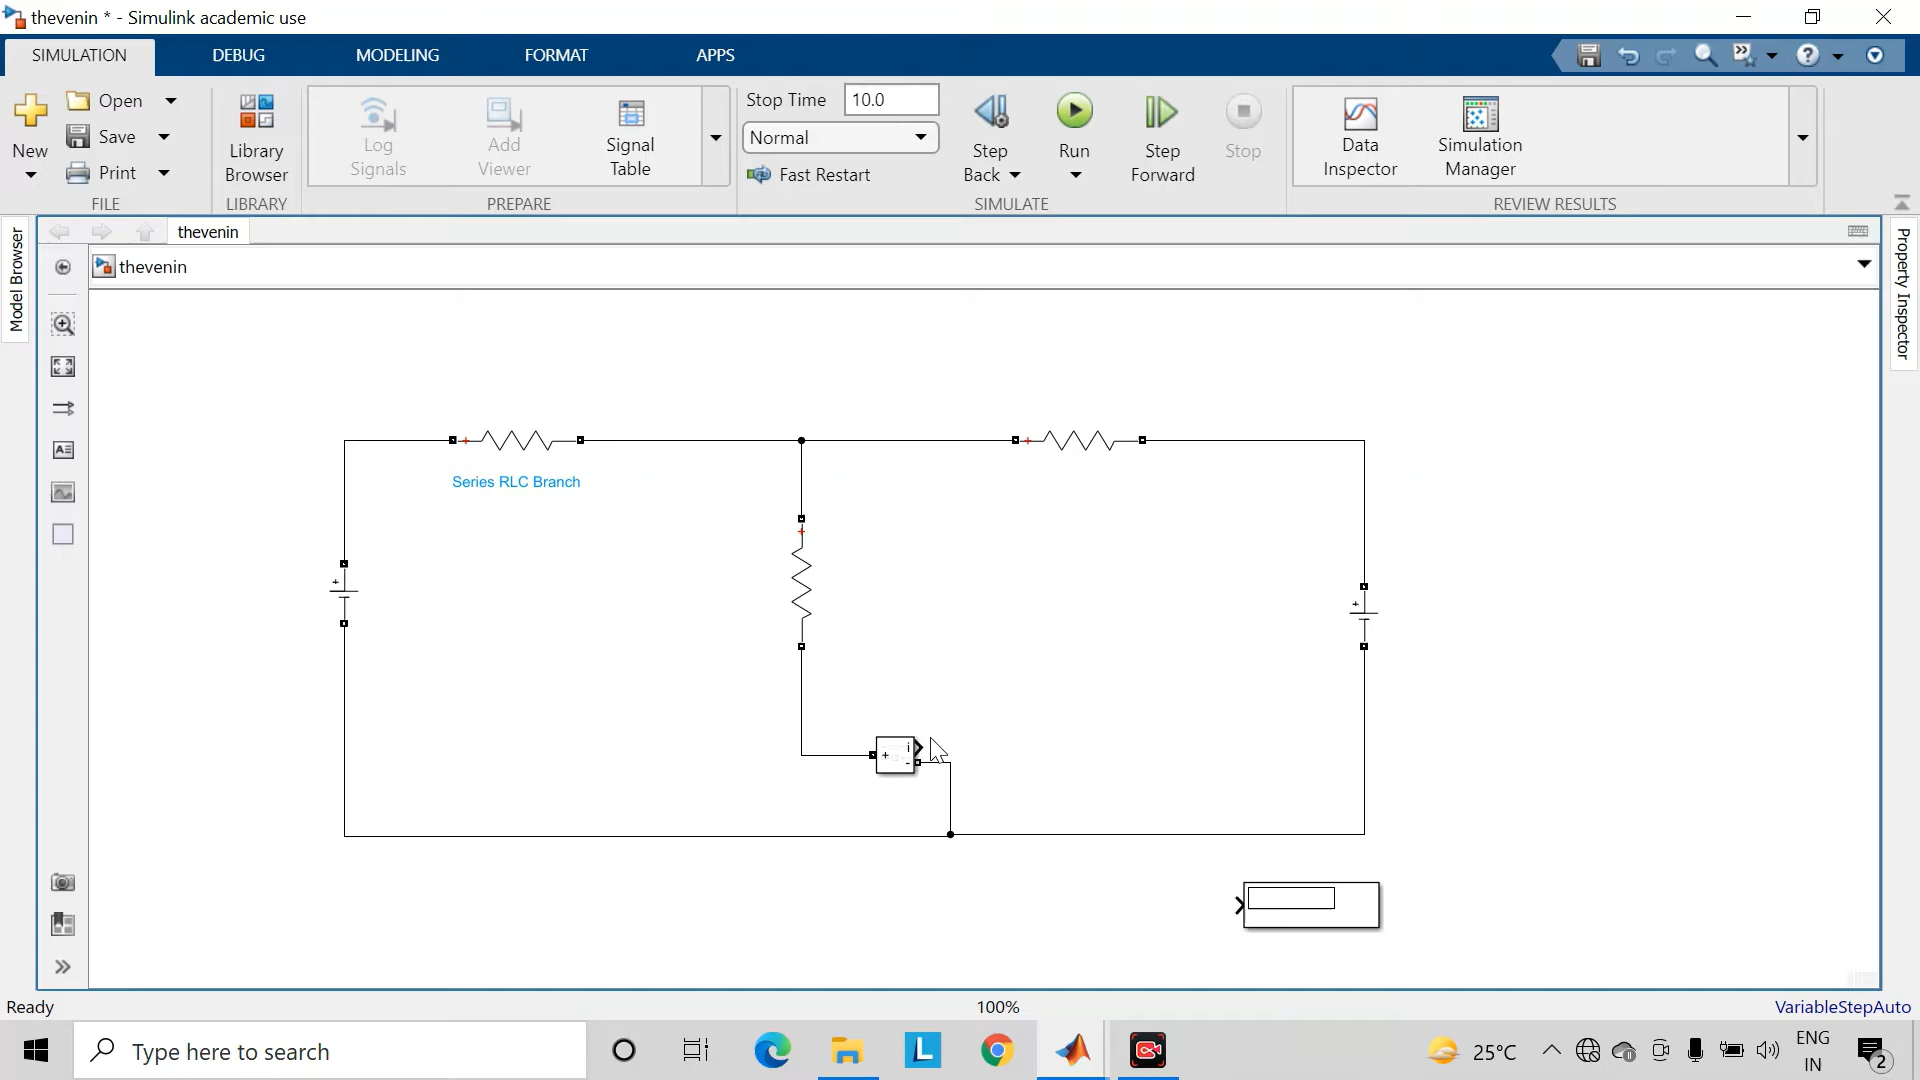 thevenin * - Simulink academic use
SIMULATION DEBUG MODELING FORMAT APPS
New
Open
Save
Print
FILE
Library
Browser
LIBRARY
Log
Signals
Add
Viewer
Signal
Table
PREPARE
Stop Time 10.0
Normal
Fast Restart
Step
Back
Run
Step
Forward
Stop
SIMULATE
Data
Inspector
Simulation
Manager
REVIEW RESULTS
Model Browser
thevenin
thevenin
Property Inspector
Series RLC Branch
+
+
+
+
+
+ i
-
Ready 100% VariableStepAuto
Type here to search
25°C
ENG
IN
2